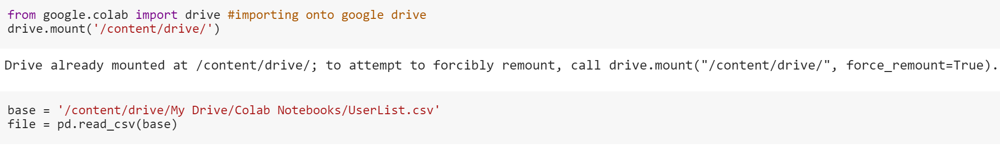 from google.colab import drive #importing onto google drive
drive.mount('/content/drive/')
Drive already mounted at /content/drive/; to attempt to forcibly remount, call drive.mount("/content/drive/", force_remount=True).
base = '/content/drive/My Drive/Colab Notebooks/UserList.csv'
file = pd.read_csv(base)